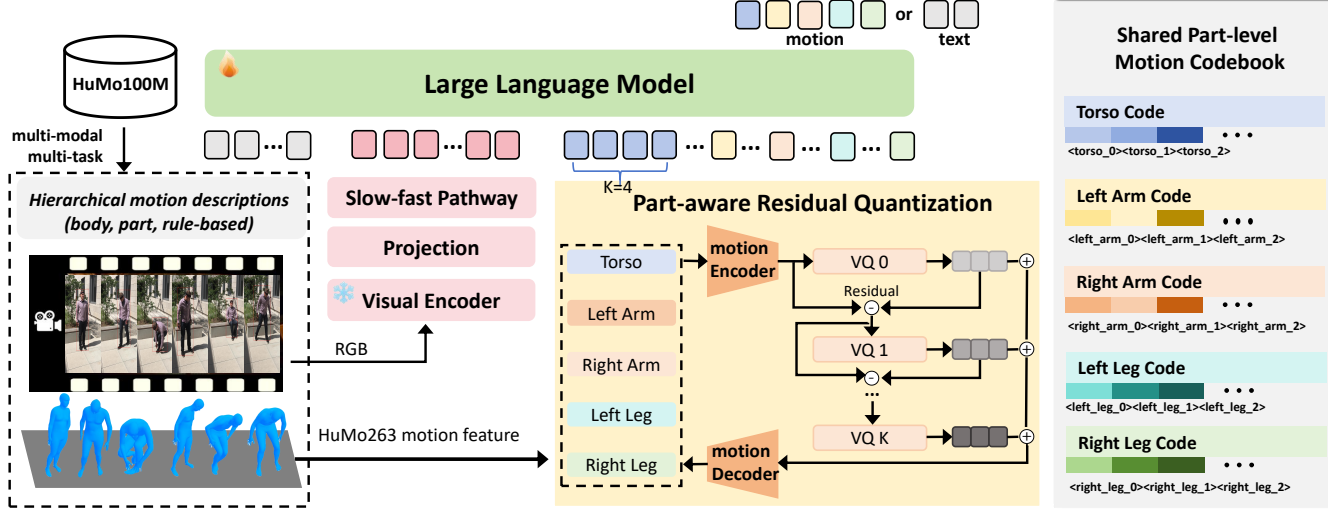 HuMo100M
multi-modal
multi-task
Large Language Model
motion
or
text
Hierarchical motion descriptions
(body, part, rule-based)
Slow-fast Pathway
Projection
Visual Encoder
RGB
HuMo263 motion feature
K=4
Part-aware Residual Quantization
Torso
Left Arm
Right Arm
Left Leg
Right Leg
motion
Encoder
VQ 0
Residual
VQ 1
...
VQ K
motion
Decoder
Shared Part-level
Motion Codebook
Torso Code
<torso_0><torso_1><torso_2>
Left Arm Code
<left_arm_0><left_arm_1><left_arm_2>
Right Arm Code
<right_arm_0><right_arm_1><right_arm_2>
Left Leg Code
<left_leg_0><left_leg_1><left_leg_2>
Right Leg Code
<right_leg_0><right_leg_1><right_leg_2>